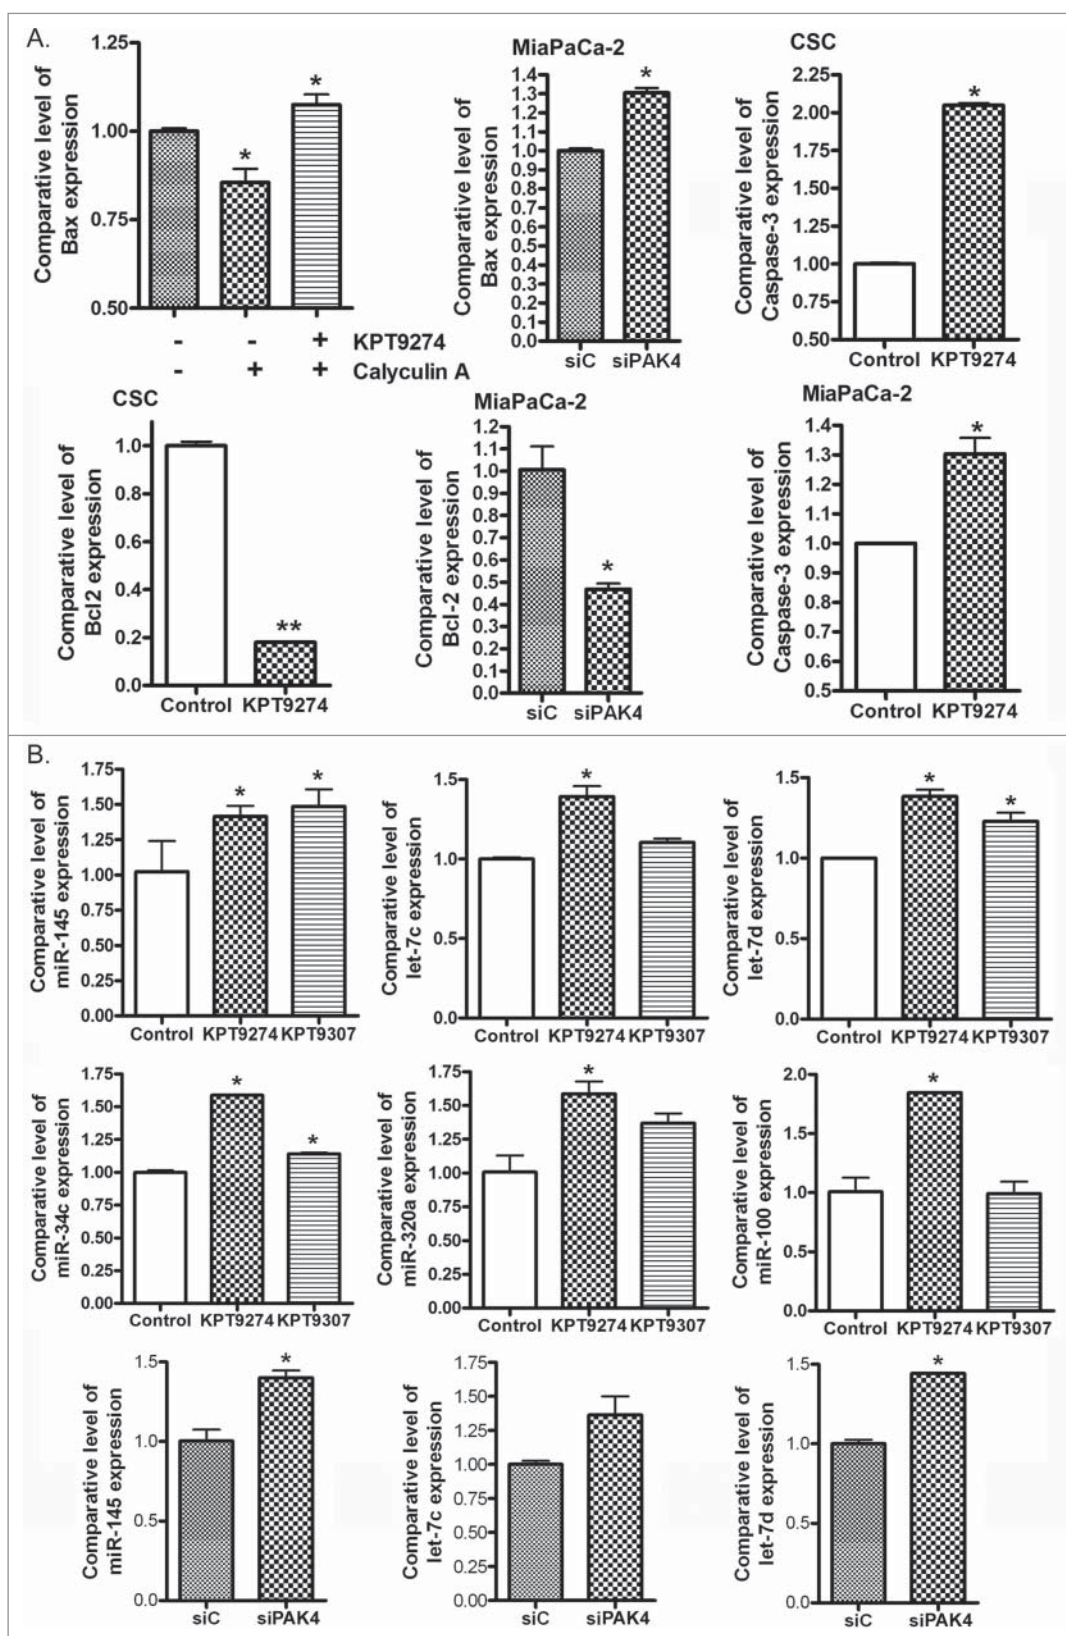 A.
Comparative level of
Bax expression
1.25
1.00
0.75
0.50
*
*
- - + KPT9274
- + + Calyculin A
MiaPaCa-2
Comparative level of
Bax expression
1.4
1.3
1.2
1.1
1.0
0.9
0.8
0.7
0.6
0.5
0.4
0.3
0.2
0.1
0.0
*
siC siPAK4
CSC
Comparative level of
Caspase-3 expression
2.25
2.00
1.75
1.50
1.25
1.00
0.75
0.50
*
Control KPT9274
CSC
Comparative level of
Bcl2 expression
1.0
0.8
0.6
0.4
0.2
0.0
**
Control KPT9274
MiaPaCa-2
Comparative level of
Bcl-2 expression
1.2
1.1
1.0
0.9
0.8
0.7
0.6
0.5
0.4
0.3
0.2
0.1
0.0
*
siC siPAK4
MiaPaCa-2
Comparative level of
Caspase-3 expression
1.4
1.3
1.2
1.1
1.0
0.9
0.8
0.7
0.6
0.5
*
Control KPT9274
B.
Comparative level of
miR-145 expression
1.75
1.50
1.25
1.00
0.75
0.50
0.25
0.00
* *
Control KPT9274 KPT9307
Comparative level of
let-7c expression
1.5
1.0
0.5
0.0
*
Control KPT9274 KPT9307
Comparative level of
let-7d expression
1.5
1.0
0.5
0.0
* *
Control KPT9274 KPT9307
Comparative level of
miR-34c expression
1.75
1.50
1.25
1.00
0.75
0.50
0.25
0.00
* *
Control KPT9274 KPT9307
Comparative level of
miR-320a expression
1.75
1.50
1.25
1.00
0.75
0.50
0.25
0.00
*
Control KPT9274 KPT9307
Comparative level of
miR-100 expression
2.0
1.5
1.0
0.5
0.0
*
Control KPT9274 KPT9307
Comparative level of
miR-145 expression
1.5
1.0
0.5
0.0
*
siC siPAK4
Comparative level of
let-7c expression
1.75
1.50
1.25
1.00
0.75
0.50
0.25
0.00
siC siPAK4
Comparative level of
let-7d expression
1.5
1.0
0.5
0.0
*
siC siPAK4